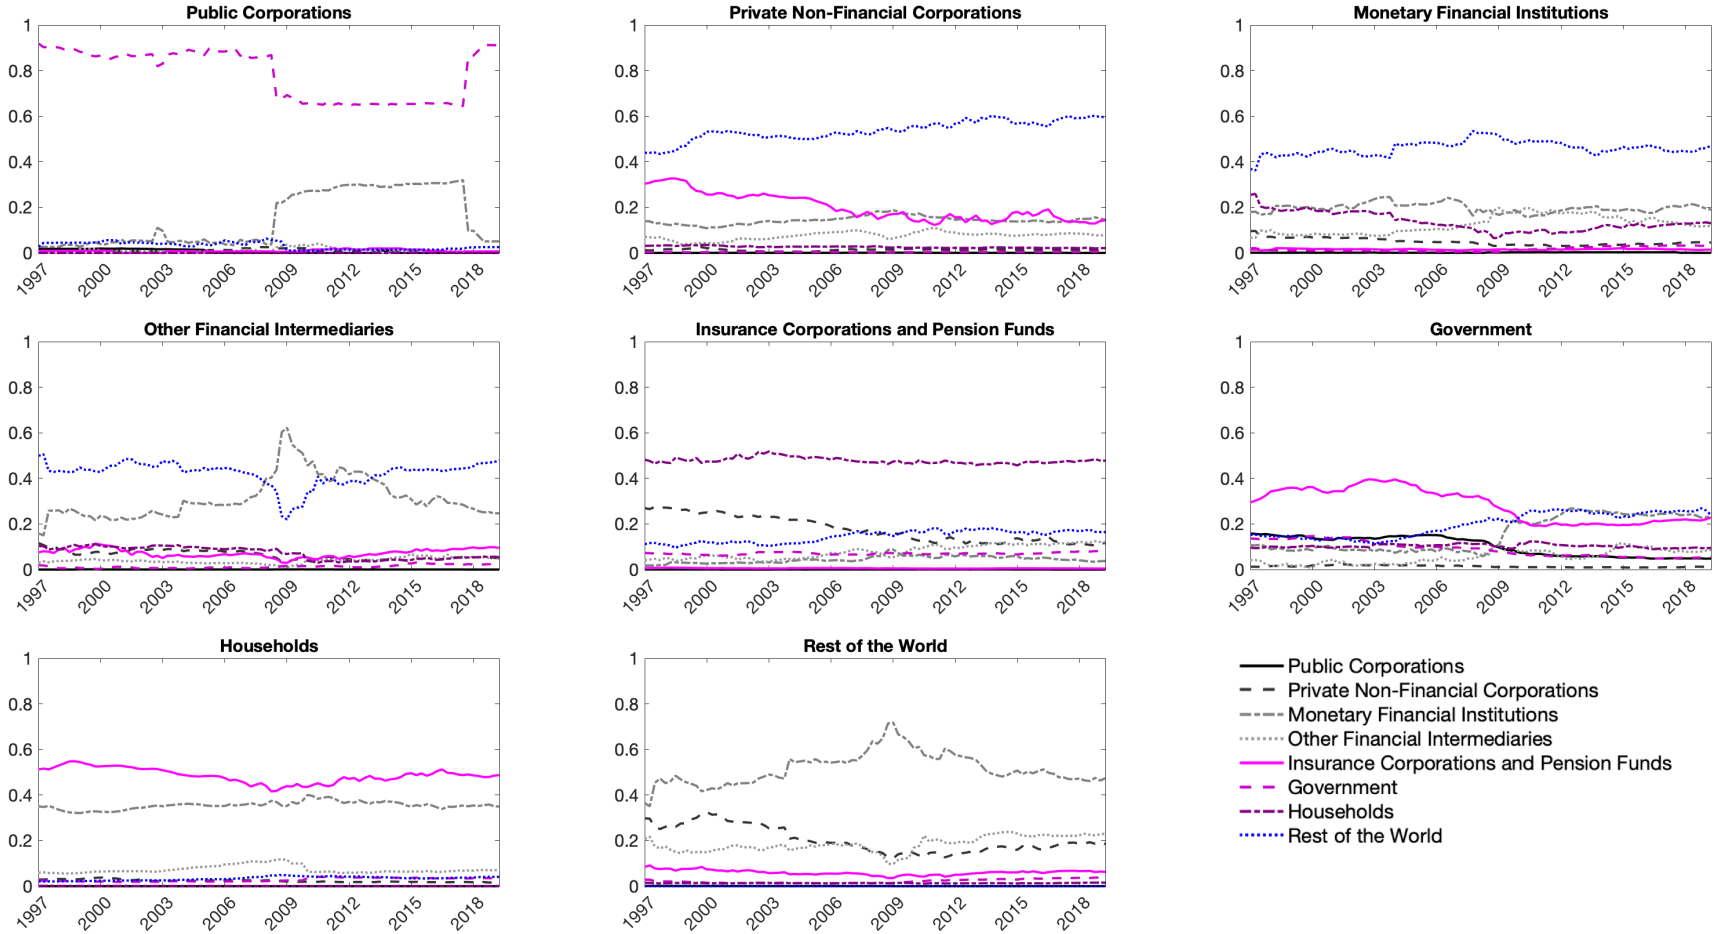 Public Corporations
1
0.8
0.6
0.4
0.2
0
1997 2000 2003 2006 2009 2012 2015 2018
Private Non-Financial Corporations
1
0.8
0.6
0.4
0.2
0
1997 2000 2003 2006 2009 2012 2015 2018
Monetary Financial Institutions
1
0.8
0.6
0.4
0.2
0
1997 2000 2003 2006 2009 2012 2015 2018
Other Financial Intermediaries
1
0.8
0.6
0.4
0.2
0
1997 2000 2003 2006 2009 2012 2015 2018
Insurance Corporations and Pension Funds
1
0.8
0.6
0.4
0.2
0
1997 2000 2003 2006 2009 2012 2015 2018
Government
1
0.8
0.6
0.4
0.2
0
1997 2000 2003 2006 2009 2012 2015 2018
Households
1
0.8
0.6
0.4
0.2
0
1997 2000 2003 2006 2009 2012 2015 2018
Rest of the World
1
0.8
0.6
0.4
0.2
0
1997 2000 2003 2006 2009 2012 2015 2018
Public Corporations
Private Non-Financial Corporations
Monetary Financial Institutions
Other Financial Intermediaries
Insurance Corporations and Pension Funds
Government
Households
Rest of the World